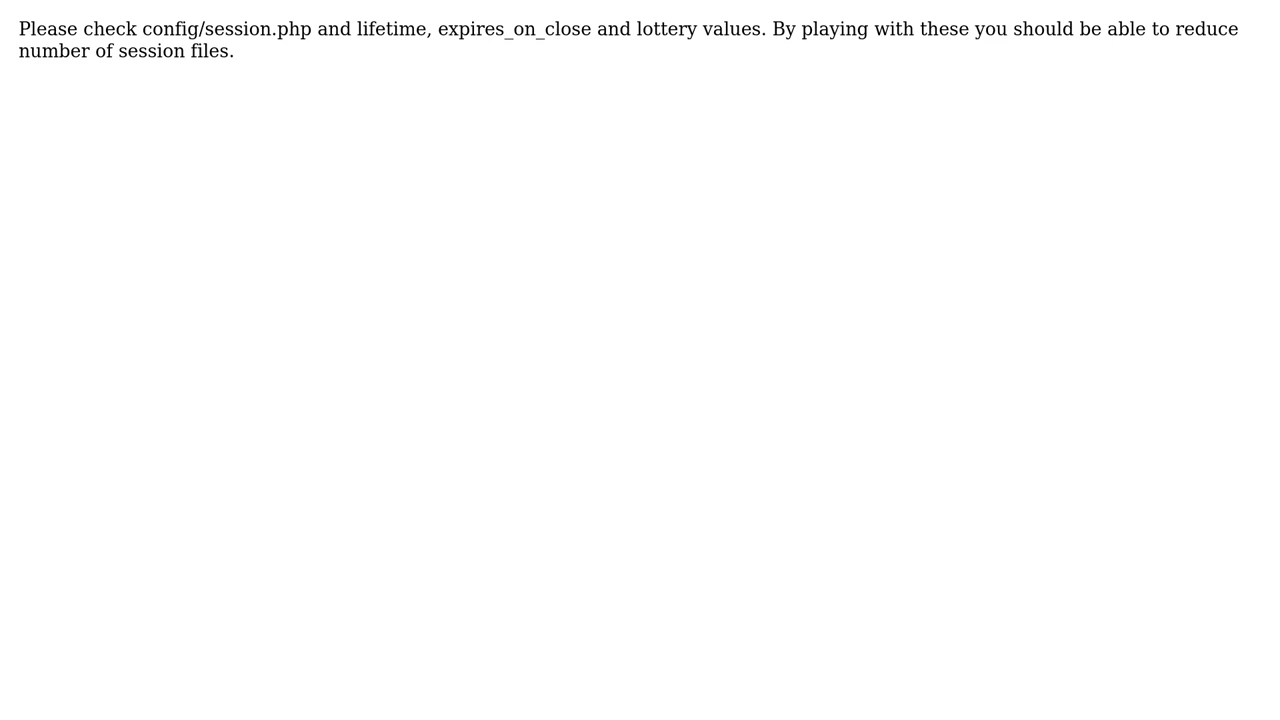 Please check config/session.php and lifetime, expires_on_close and lottery values. By playing with these you should be able to reduce
number of session files.